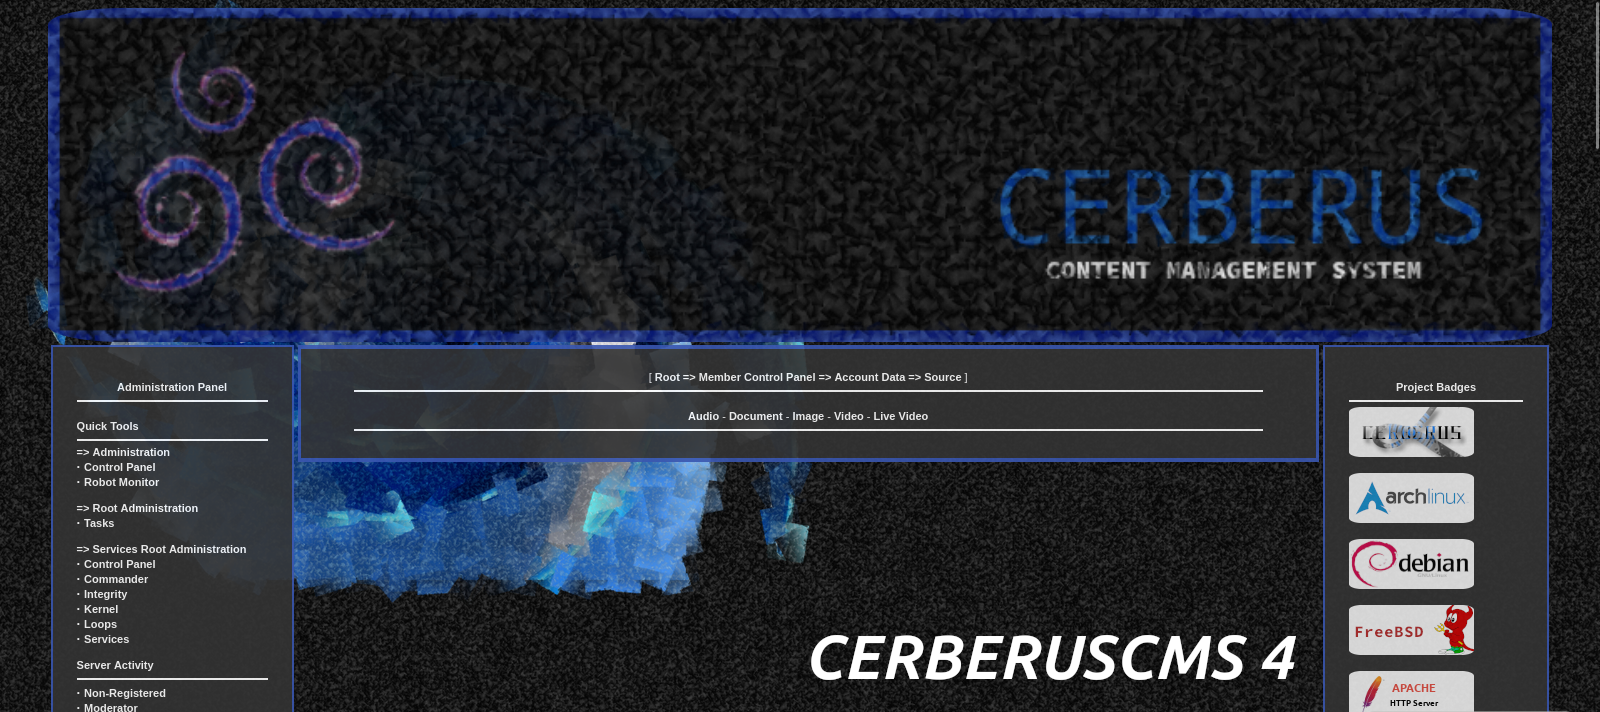 CERBERUS
CONTENT MANAGEMENT SYSTEM
Administration Panel
Quick Tools
=> Administration
· Control Panel
· Robot Monitor
=> Root Administration
· Tasks
=> Services Root Administration
· Control Panel
· Commander
· Integrity
· Kernel
· Loops
· Services
Server Activity
· Non-Registered
· Moderator
[ Root => Member Control Panel => Account Data => Source ]
Audio - Document - Image - Video - Live Video
CERBERUSCMS 4
Project Badges
CERBERUS
archlinux
debian
FreeBSD
APACHE
HTTP Server